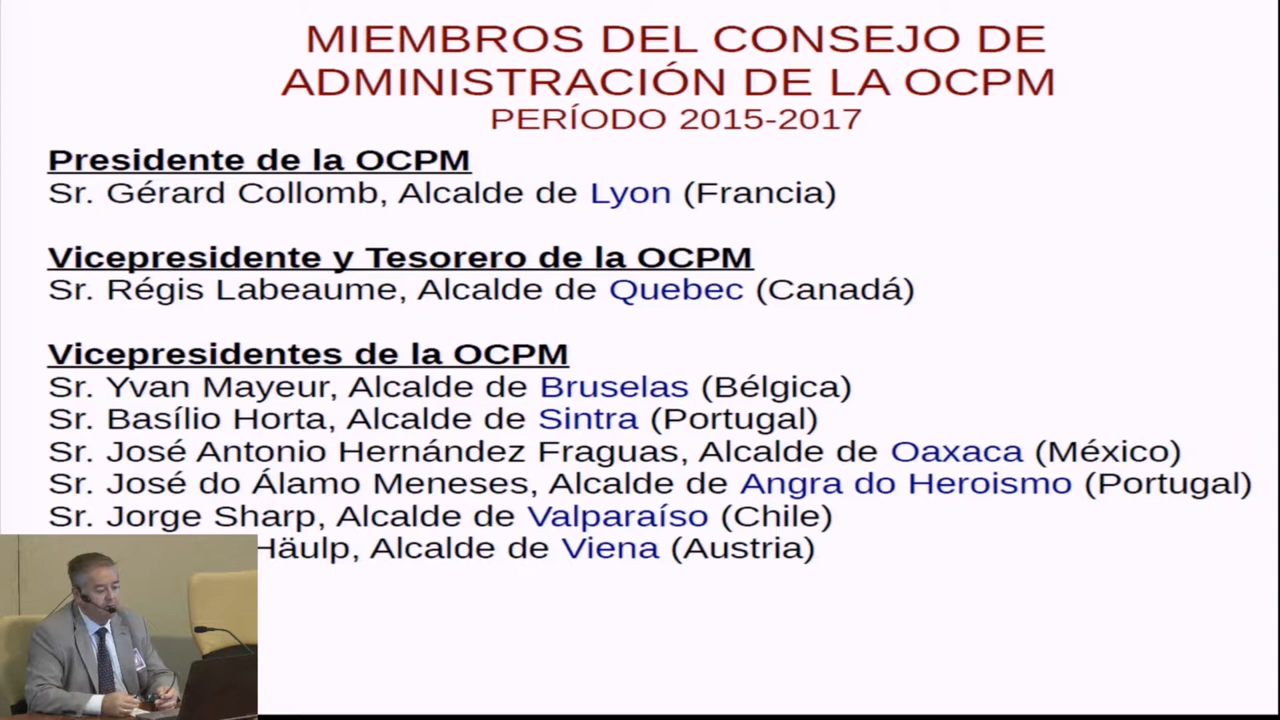 MIEMBROS DEL CONSEJO DE
ADMINISTRACIÓN DE LA OCPM
PERÍODO 2015-2017
Presidente de la OCPM
Sr. Gérard Collomb, Alcalde de Lyon (Francia)
Vicepresidente y Tesorero de la OCPM
Sr. Régis Labeaume, Alcalde de Quebec (Canadá)
Vicepresidentes de la OCPM
Sr. Yvan Mayeur, Alcalde de Bruselas (Bélgica)
Sr. Basílio Horta, Alcalde de Sintra (Portugal)
Sr. José Antonio Hernández Fraguas, Alcalde de Oaxaca (México)
Sr. José do Álamo Meneses, Alcalde de Angra do Heroismo (Portugal)
Sr. Jorge Sharp, Alcalde de Valparaíso (Chile)
Häulp, Alcalde de Viena (Austria)